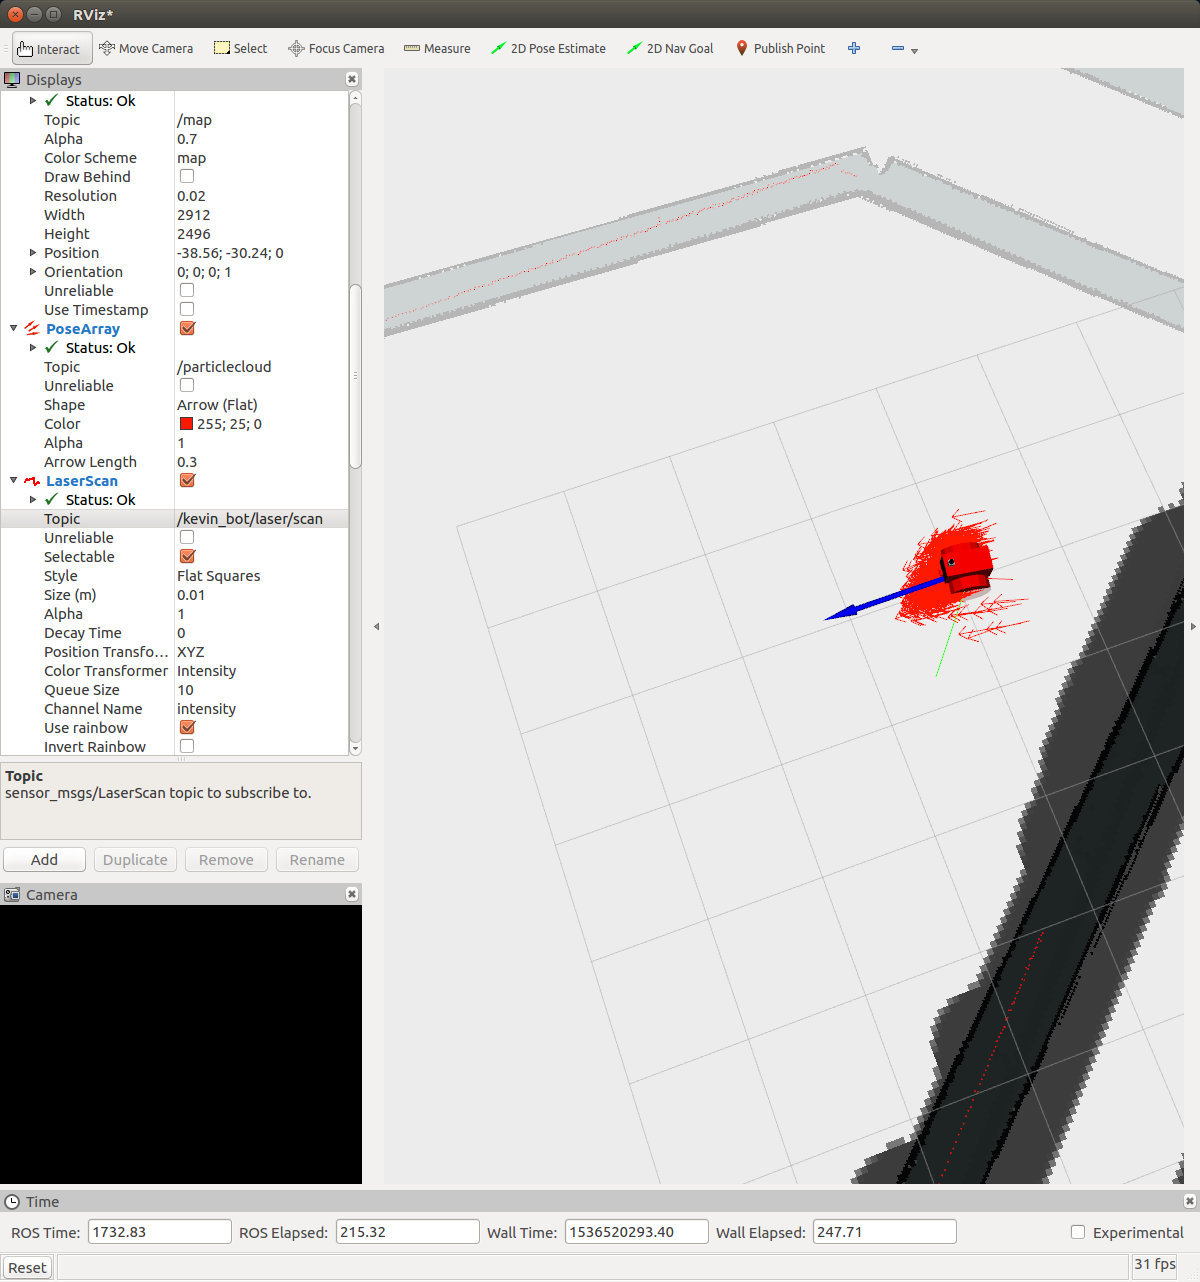 RViz*
Interact Move Camera Select Focus Camera Measure 2D Pose Estimate 2D Nav Goal Publish Point
Displays
Status: Ok
Topic /map
Alpha 0.7
Color Scheme map
Draw Behind
Resolution 0.02
Width 2912
Height 2496
Position -38.56; -30.24; 0
Orientation 0; 0; 0; 1
Unreliable
Use Timestamp
PoseArray
Status: Ok
Topic /particlecloud
Unreliable
Shape Arrow (Flat)
Color 255; 25; 0
Alpha 1
Arrow Length 0.3
LaserScan
Status: Ok
Topic /kevin_bot/laser/scan
Unreliable
Selectable
Style Flat Squares
Size (m) 0.01
Alpha 1
Decay Time 0
Position Transfo... XYZ
Color Transformer Intensity
Queue Size 10
Channel Name intensity
Use rainbow
Invert Rainbow
Topic
sensor_msgs/LaserScan topic to subscribe to.
Add Duplicate Remove Rename
Camera
Time
ROS Time: 1732.83 ROS Elapsed: 215.32 Wall Time: 1536520293.40 Wall Elapsed: 247.71 Experimental
Reset 31 fps